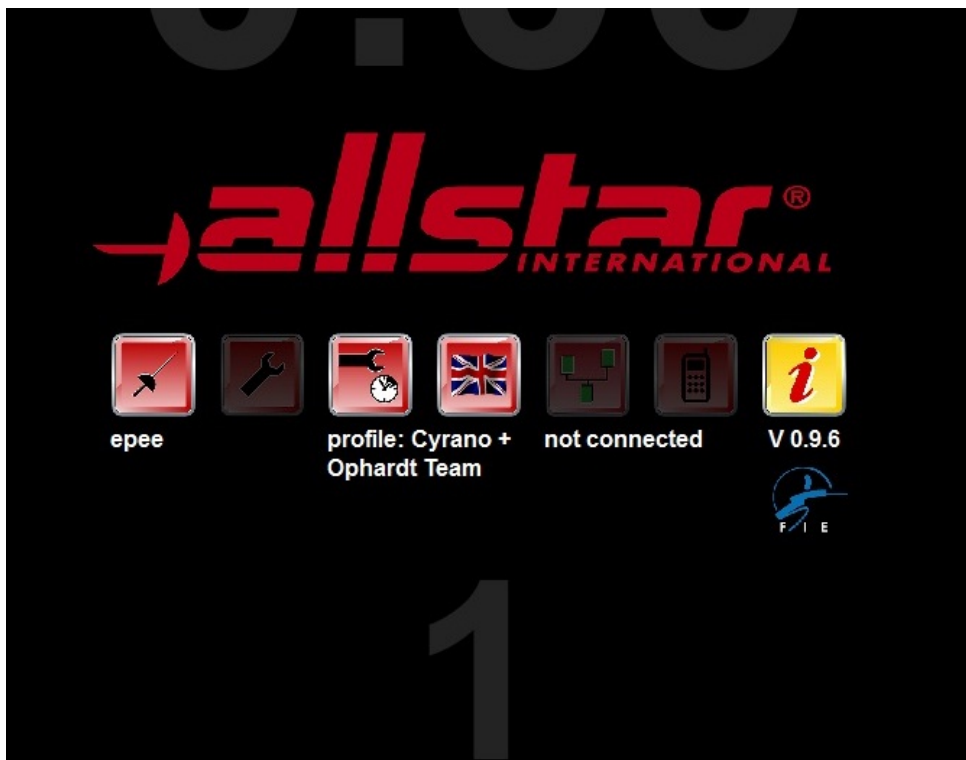 allstar®
INTERNATIONAL
i
epee
profile: Cyrano +
Ophardt Team
not connected
V 0.9.6
F I E
1